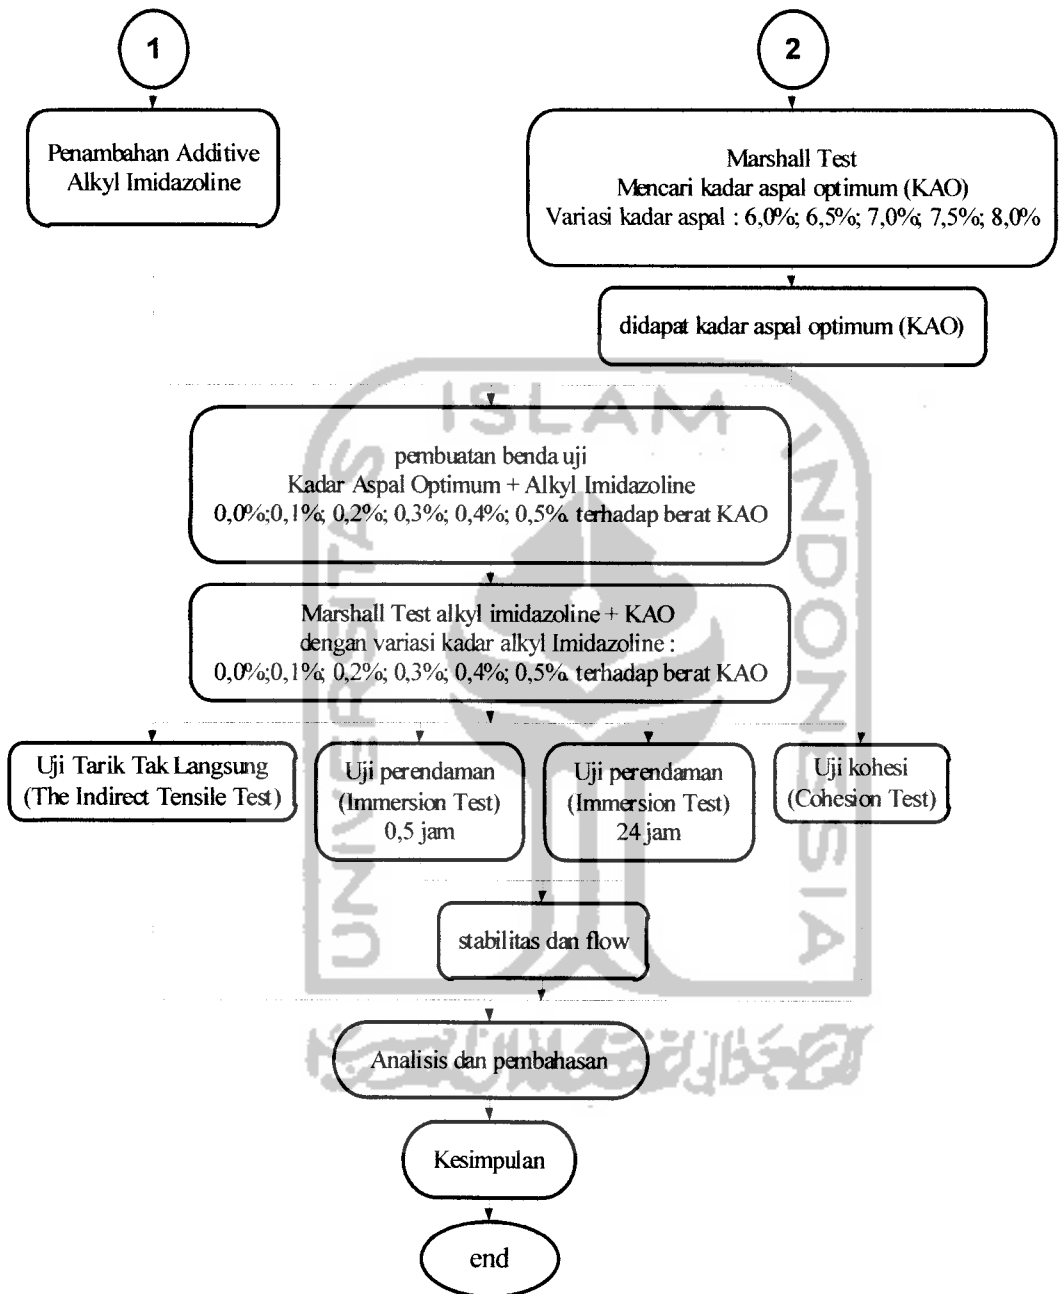 1
2
Penambahan Additive
Alkyl Imidazoline
Marshall Test
Mencari kadar aspal optimum (KAO)
Variasi kadar aspal : 6,0%; 6,5%; 7,0%; 7,5%; 8,0%
didapat kadar aspal optimum (KAO)
pembuatan benda uji
Kadar Aspal Optimum + Alkyl Imidazoline
0,0%;0,1%; 0,2%; 0,3%; 0,4%; 0,5%. terhadap berat KAO
Marshall Test alkyl imidazoline + KAO
dengan variasi kadar alkyl Imidazoline :
0,0%;0,1%; 0,2%; 0,3%; 0,4%; 0,5%. terhadap berat KAO
Uji Tarik Tak Langsung
(The Indirect Tensile Test)
Uji perendaman
(Immersion Test)
0,5 jam
Uji perendaman
(Immersion Test)
24 jam
Uji kohesi
(Cohesion Test)
stabilitas dan flow
Analisis dan pembahasan
Kesimpulan
end
UNIVERSITAS
ISLAM
INDONESIA